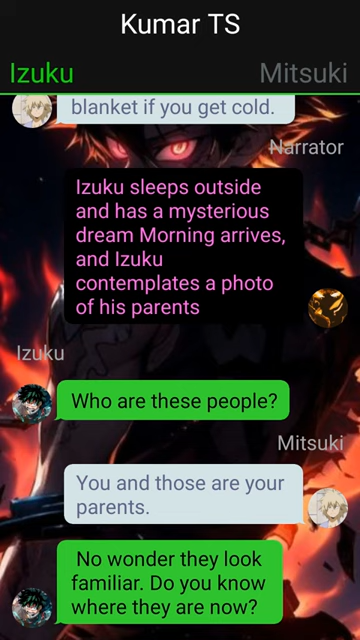 Kumar TS
Izuku
Mitsuki
blanket if you get cold.
Narrator
Izuku sleeps outside
and has a mysterious
dream Morning arrives,
and Izuku
contemplates a photo
of his parents
Izuku
Who are these people?
Mitsuki
You and those are your
parents.
No wonder they look
familiar. Do you know
where they are now?